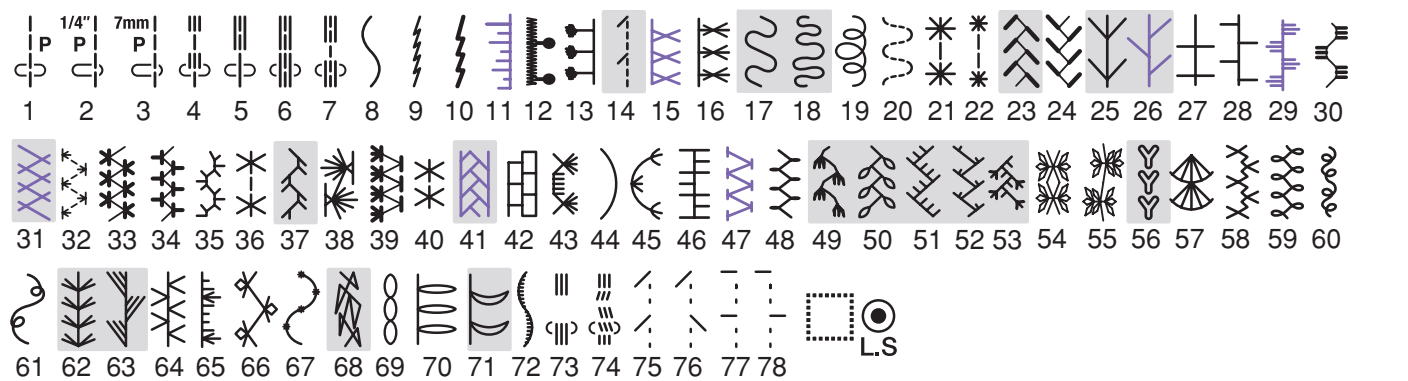 1/4" 7mm
P P P
1 2 3 4 5 6 7 8 9 10 11 12 13 14 15 16 17 18 19 20 21 22 23 24 25 26 27 28 29 30
31 32 33 34 35 36 37 38 39 40 41 42 43 44 45 46 47 48 49 50 51 52 53 54 55 56 57 58 59 60
L.S
61 62 63 64 65 66 67 68 69 70 71 72 73 74 75 76 77 78